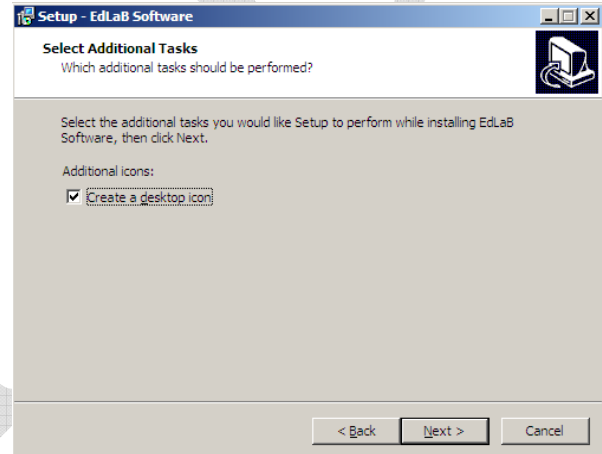 Setup - EdLaB Software
Select Additional Tasks
Which additional tasks should be performed?
Select the additional tasks you would like Setup to perform while installing EdLaB
Software, then click Next.
Additional icons:
Create a desktop icon
< Back
Next >
Cancel